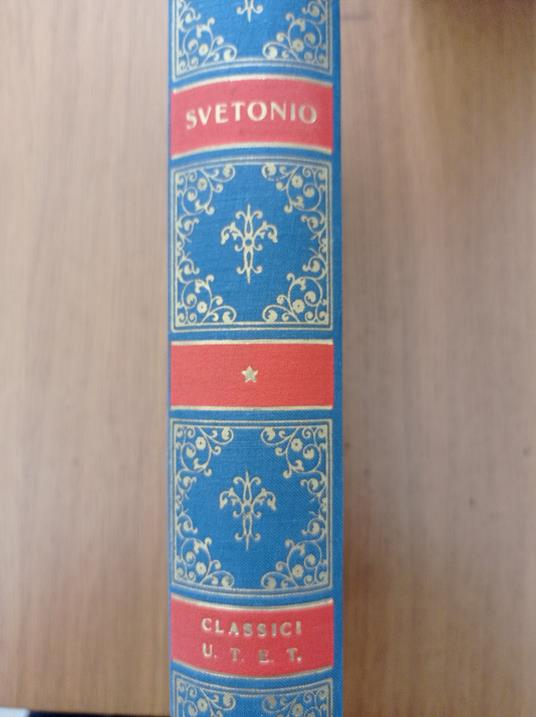 SVETONIO
CLASSICI
U. T. E. T.